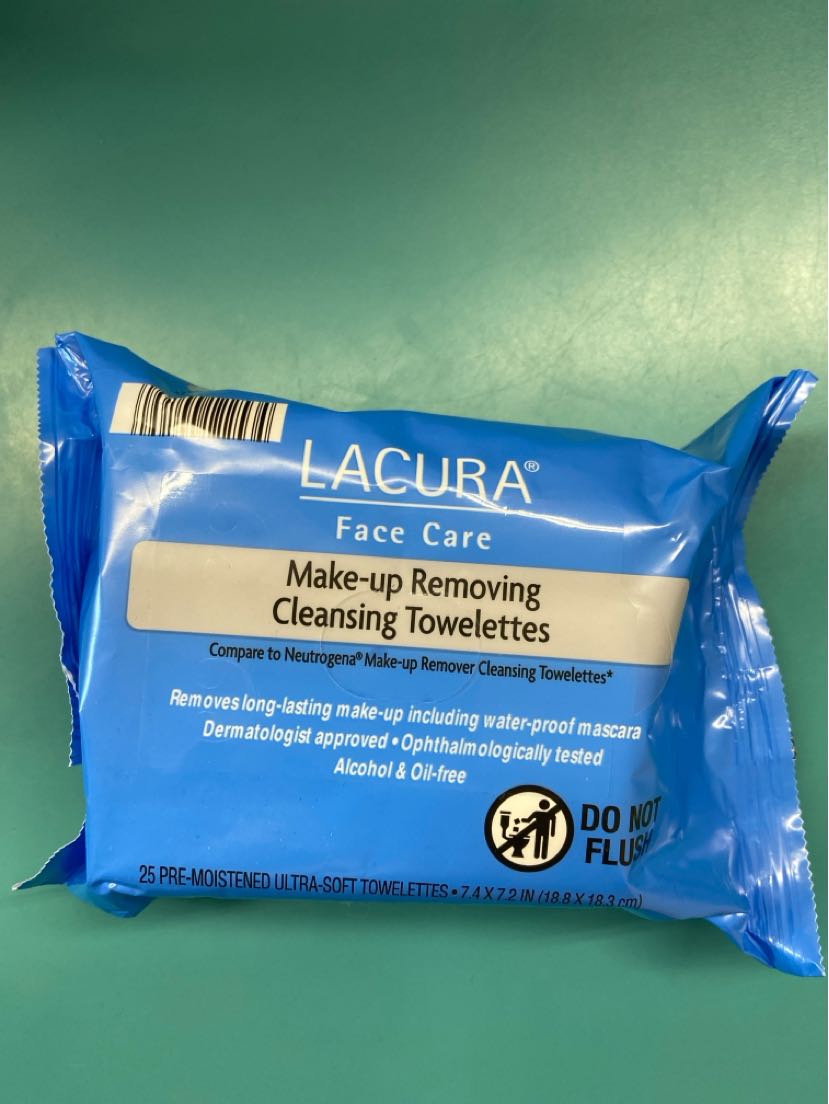 LACURA®
Face Care
Make-up Removing
Cleansing Towelettes
Compare to Neutrogena® Make-up Remover Cleansing Towelettes*
Removes long-lasting make-up including water-proof mascara
Dermatologist approved • Ophthalmologically tested
Alcohol & Oil-free
DO NOT
FLUSH
25 PRE-MOISTENED ULTRA-SOFT TOWELETTES • 7.4 X 7.2 IN (18.8 X 18.3 cm)